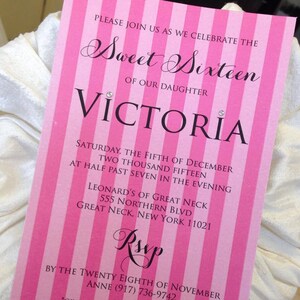 Please join us as we celebrate the
Sweet Sixteen
of our daughter
Victoria
Saturday, the Fifth of December
two thousand fifteen
at half past seven in the evening
Leonard's of Great Neck
555 Northern Blvd
Great Neck, New York 11021
Rsvp
by the Twenty Eighth of November
Anne (917) 736-9742